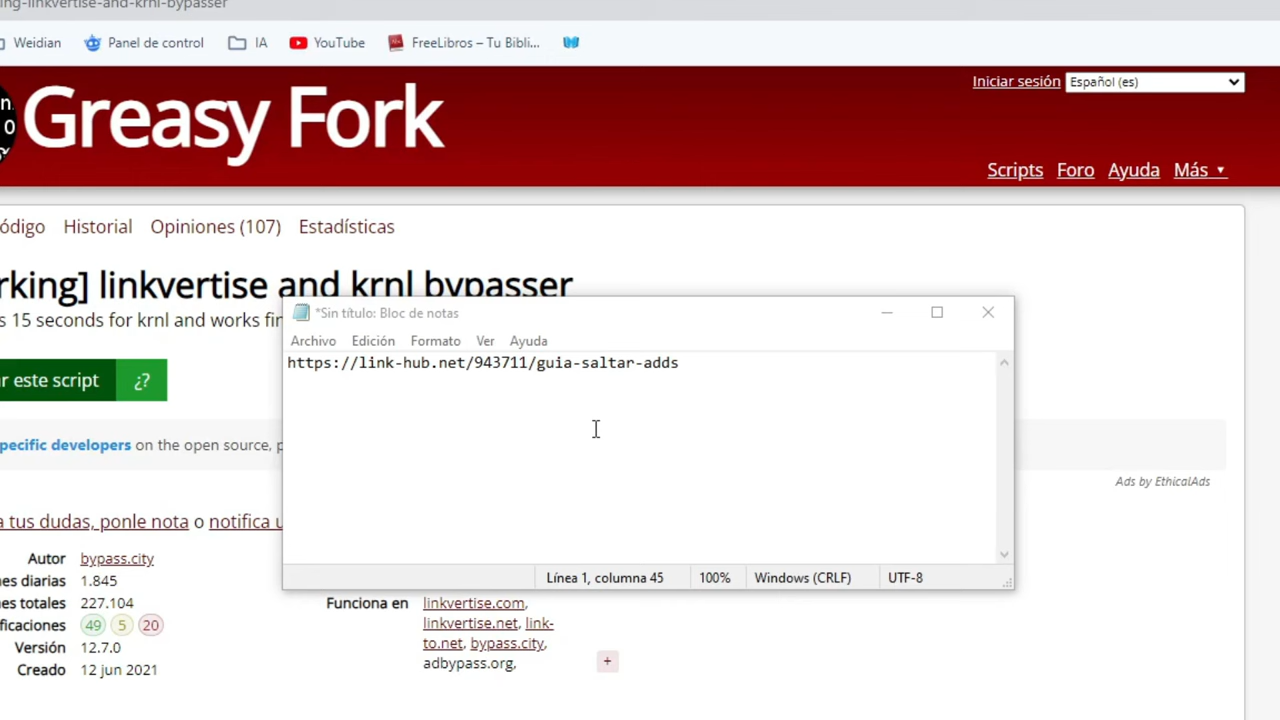 ng-linkvertise-and-krnl-bypasser
Weidian Panel de control IA YouTube FreeLibros – Tu Bibli...
Greasy Fork
Iniciar sesión Español (es)
Scripts Foro Ayuda Más ▼
ódigo Historial Opiniones (107) Estadísticas
rking] linkvertise and krnl bypasser
s 15 seconds for krnl and works fin
r este script ¿?
*Sin título: Bloc de notas
Archivo Edición Formato Ver Ayuda
https://link-hub.net/943711/guia-saltar-adds
pecific developers on the open source, p
Ads by EthicalAds
a tus dudas, ponle nota o notifica u
Autor bypass.city
nes diarias 1.845
nes totales 227.104
ficaciones 49 5 20
Versión 12.7.0
Creado 12 jun 2021
Línea 1, columna 45 100% Windows (CRLF) UTF-8
Funciona en linkvertise.com,
linkvertise.net, link-
to.net, bypass.city,
adbypass.org, +